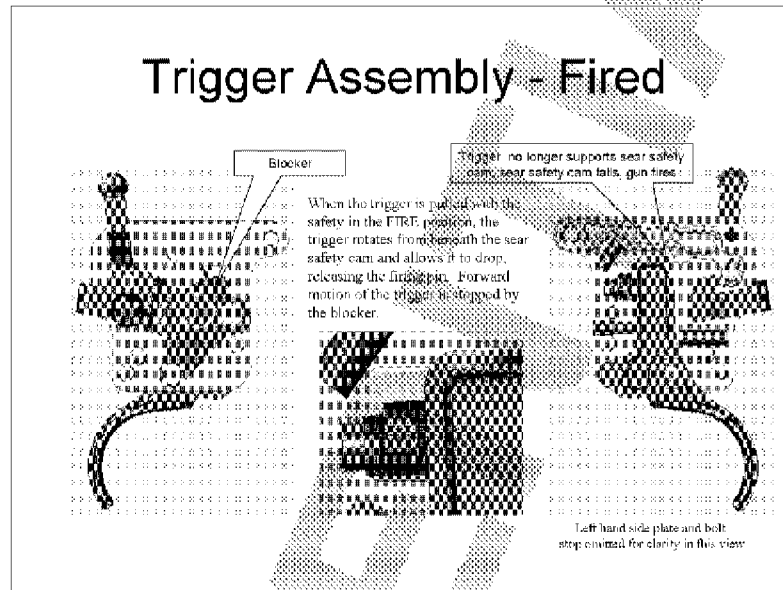 Trigger Assembly - Fired
Blocker
Trigger no longer supports sear safety
cam, sear safety cam falls, gun fires
When the trigger is pulled with the
safety in the FIRE position, the
trigger rotates from beneath the sear
safety cam and allows it to drop,
releasing the firing pin. Forward
motion of the trigger is stopped by
the blocker.
Left hand side plate and bolt
stop omitted for clarity in this view